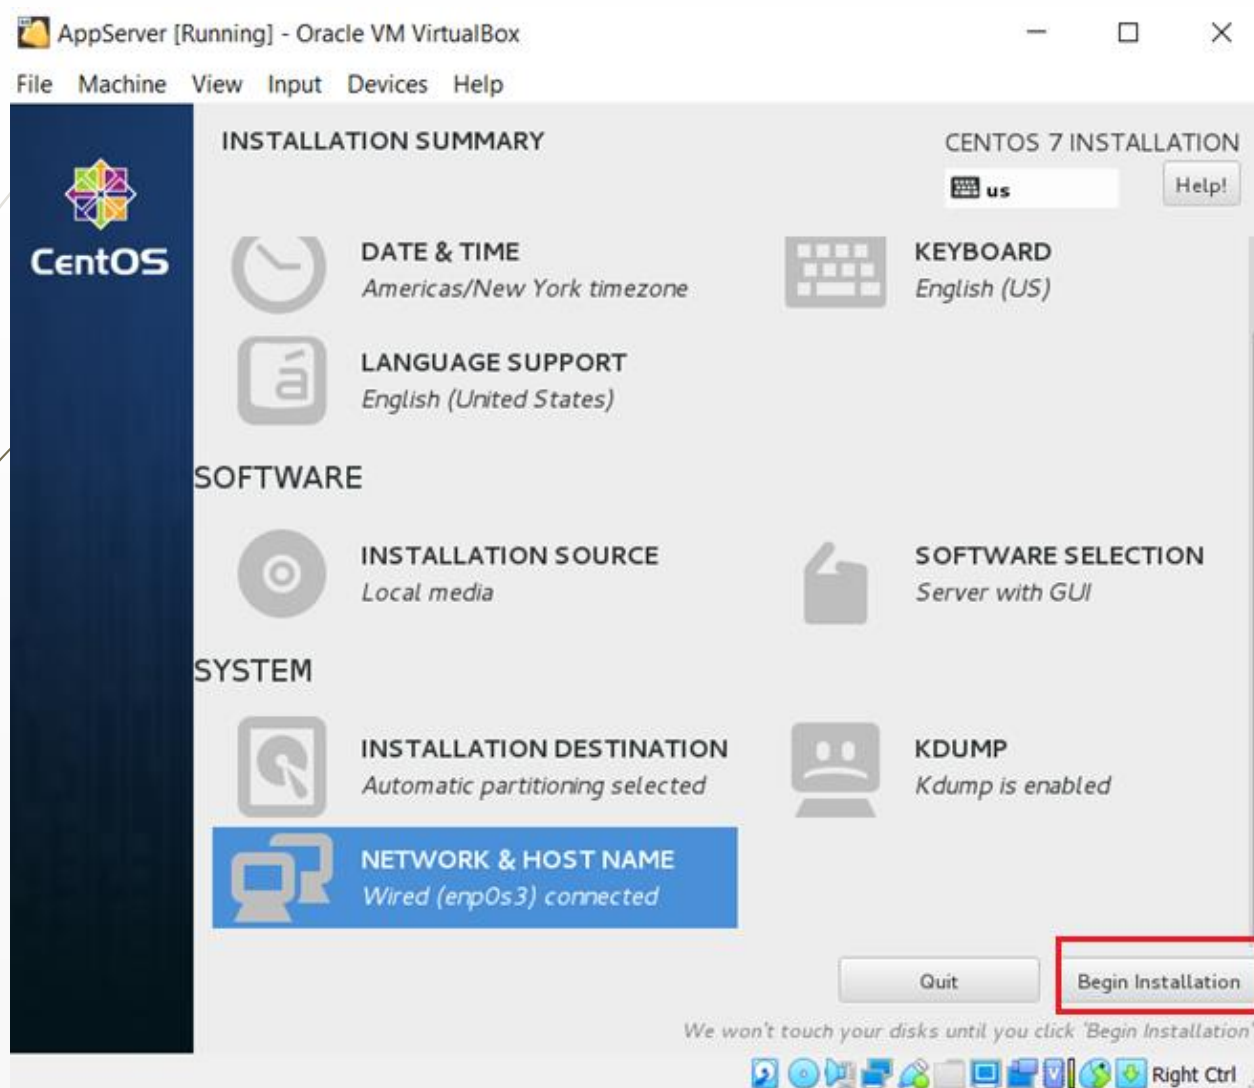 AppServer [Running] - Oracle VM VirtualBox
File Machine View Input Devices Help
INSTALLATION SUMMARY
CENTOS 7 INSTALLATION
us
Help!
CentOS
DATE & TIME
Americas/New York timezone
KEYBOARD
English (US)
LANGUAGE SUPPORT
English (United States)
SOFTWARE
INSTALLATION SOURCE
Local media
SOFTWARE SELECTION
Server with GUI
SYSTEM
INSTALLATION DESTINATION
Automatic partitioning selected
KDUMP
Kdump is enabled
NETWORK & HOST NAME
Wired (enp0s3) connected
Quit
Begin Installation
We won't touch your disks until you click 'Begin Installation'
Right Ctrl